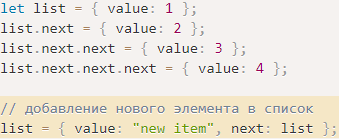 let list = { value: 1 };
list.next = { value: 2 };
list.next.next = { value: 3 };
list.next.next.next = { value: 4 };
// добавление нового элемента в список
list = { value: "new item", next: list };